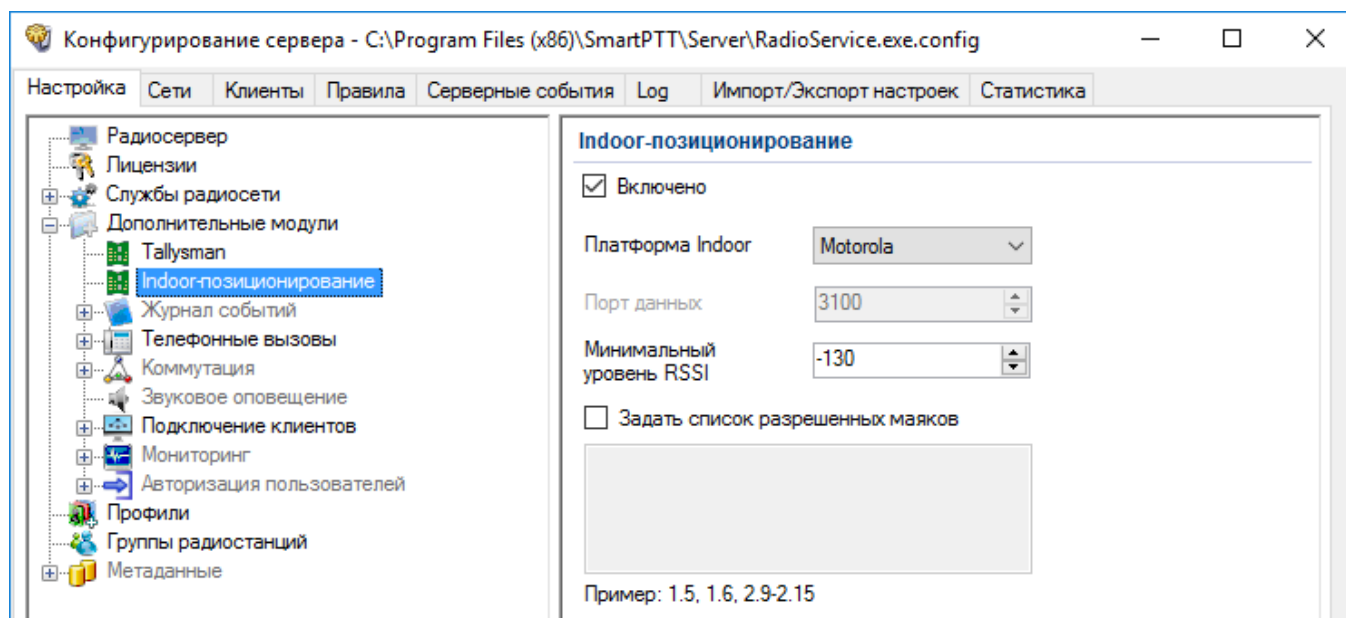 Конфигурирование сервера - C:\Program Files (x86)\SmartPTT\Server\RadioService.exe.config
Настройка Сети Клиенты Правила Серверные события Log Импорт/Экспорт настроек Статистика
Радиосервер
Лицензии
Службы радиосети
Дополнительные модули
Tallysman
Indoor-позиционирование
Журнал событий
Телефонные вызовы
Коммутация
Звуковое оповещение
Подключение клиентов
Мониторинг
Авторизация пользователей
Профили
Группы радиостанций
Метаданные
Indoor-позиционирование
Включено
Платформа Indoor Motorola
Порт данных 3100
Минимальный
уровень RSSI -130
Задать список разрешенных маяков
Пример: 1.5, 1.6, 2.9-2.15